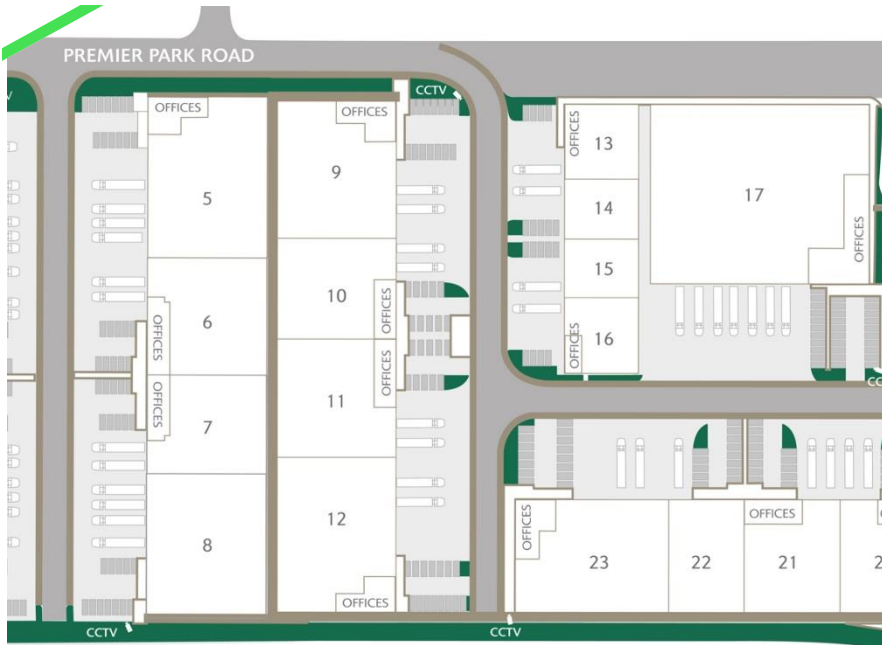 PREMIER PARK ROAD
CCTV
OFFICES
5
6
OFFICES
OFFICES
7
8
CCTV
OFFICES
9
10
OFFICES
OFFICES
11
12
OFFICES
OFFICES
13
14
15
16
OFFICES
17
OFFICES
OFFICES
23
22
OFFICES
21
CCTV